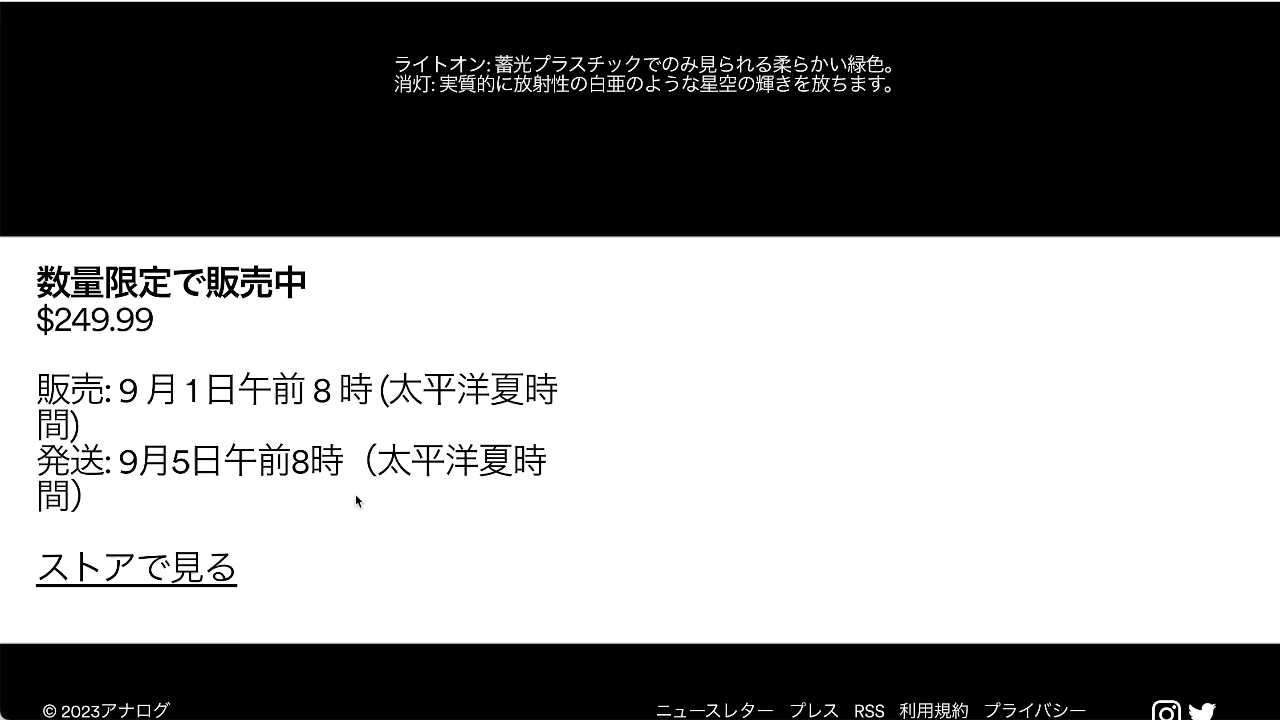 ライトオン: 蓄光プラスチックでのみ見られる柔らかい緑色。
消灯: 実質的に放射性の白亜のような星空の輝きを放ちます。
数量限定で販売中
$249.99
販売: 9 月 1 日午前 8 時 (太平洋夏時
間)
発送: 9月5日午前8時（太平洋夏時
間）
ストアで見る
© 2023アナログ
ニュースレター プレス RSS 利用規約 プライバシー